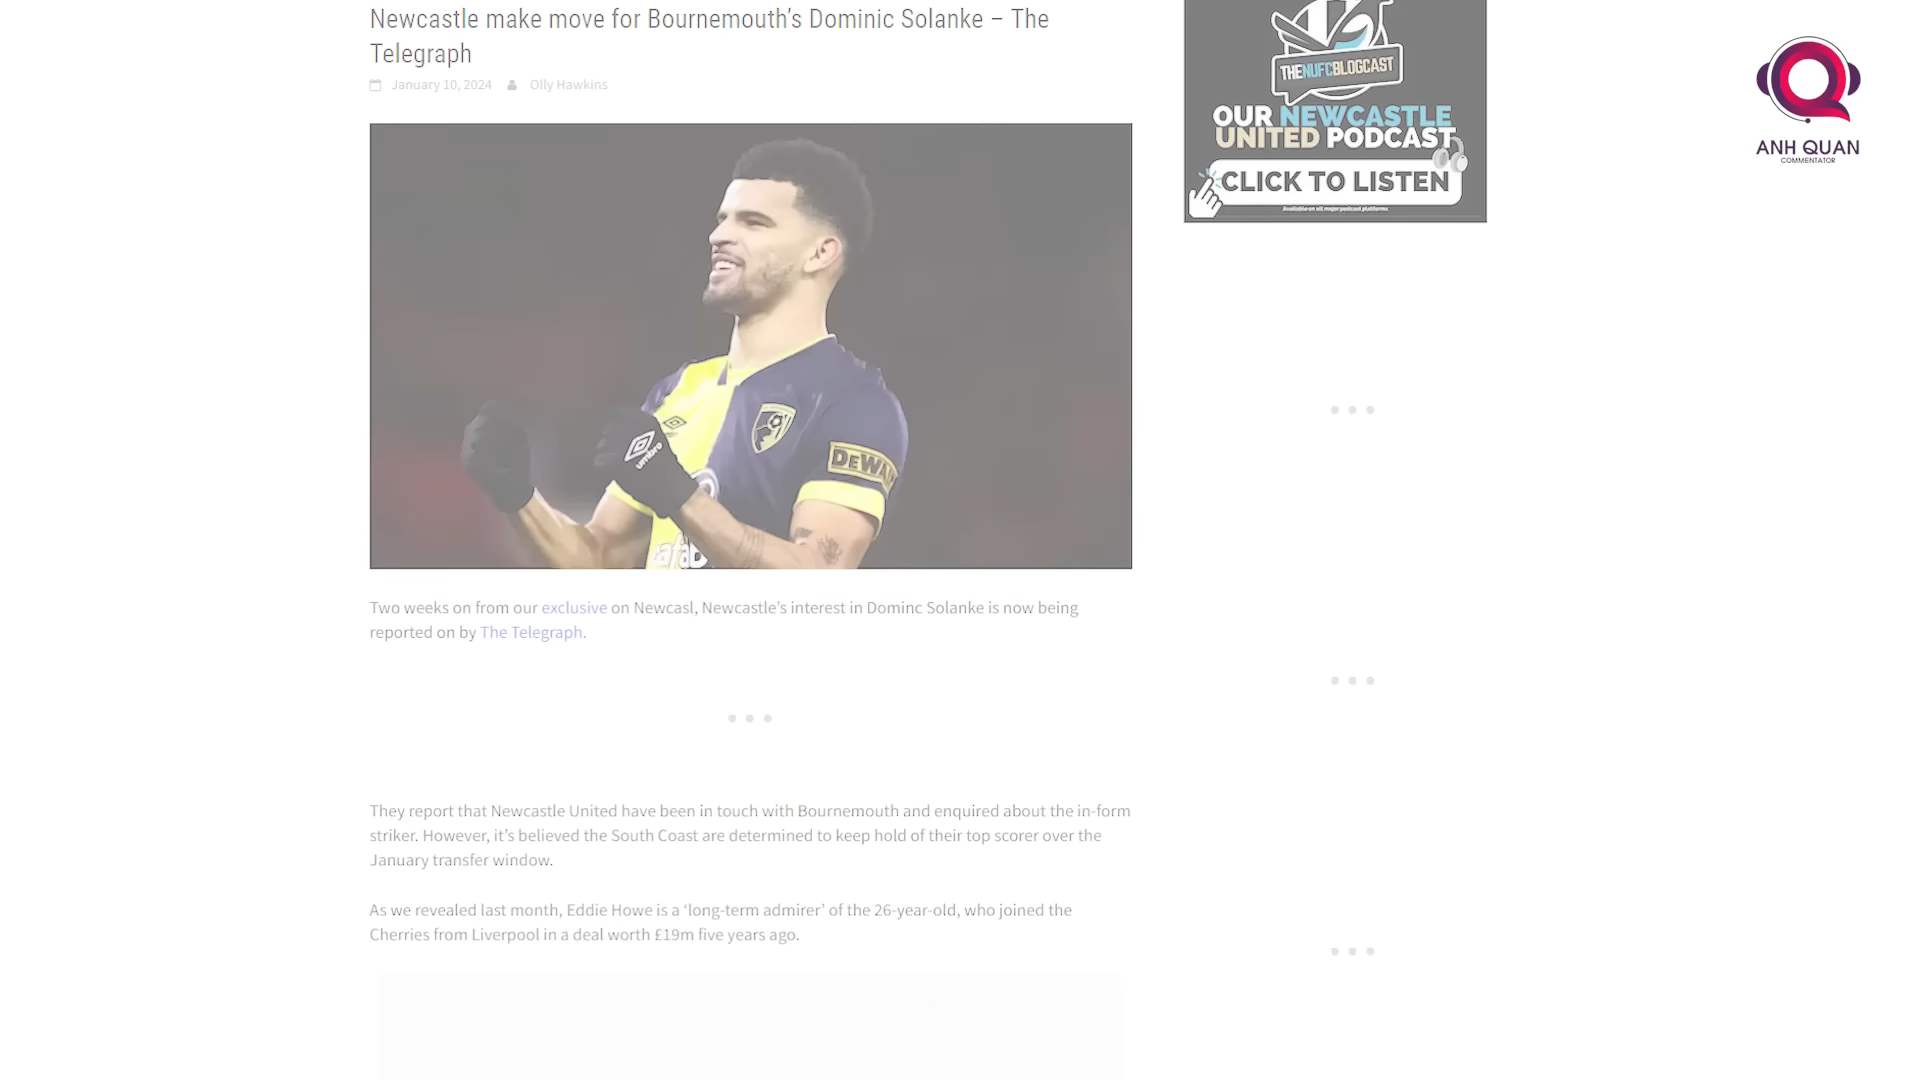 Newcastle make move for Bournemouth’s Dominic Solanke – The
Telegraph
January 10, 2024 Olly Hawkins
THENUFCBLOGCAST
OUR NEWCASTLE
UNITED PODCAST
CLICK TO LISTEN
Available on all major podcast platforms
ANH QUAN
COMMENTATOR
umbro
DEWA
Two weeks on from our exclusive on Newcasl, Newcastle’s interest in Dominc Solanke is now being
reported on by The Telegraph.
They report that Newcastle United have been in touch with Bournemouth and enquired about the in-form
striker. However, it’s believed the South Coast are determined to keep hold of their top scorer over the
January transfer window.
As we revealed last month, Eddie Howe is a ‘long-term admirer’ of the 26-year-old, who joined the
Cherries from Liverpool in a deal worth £19m five years ago.